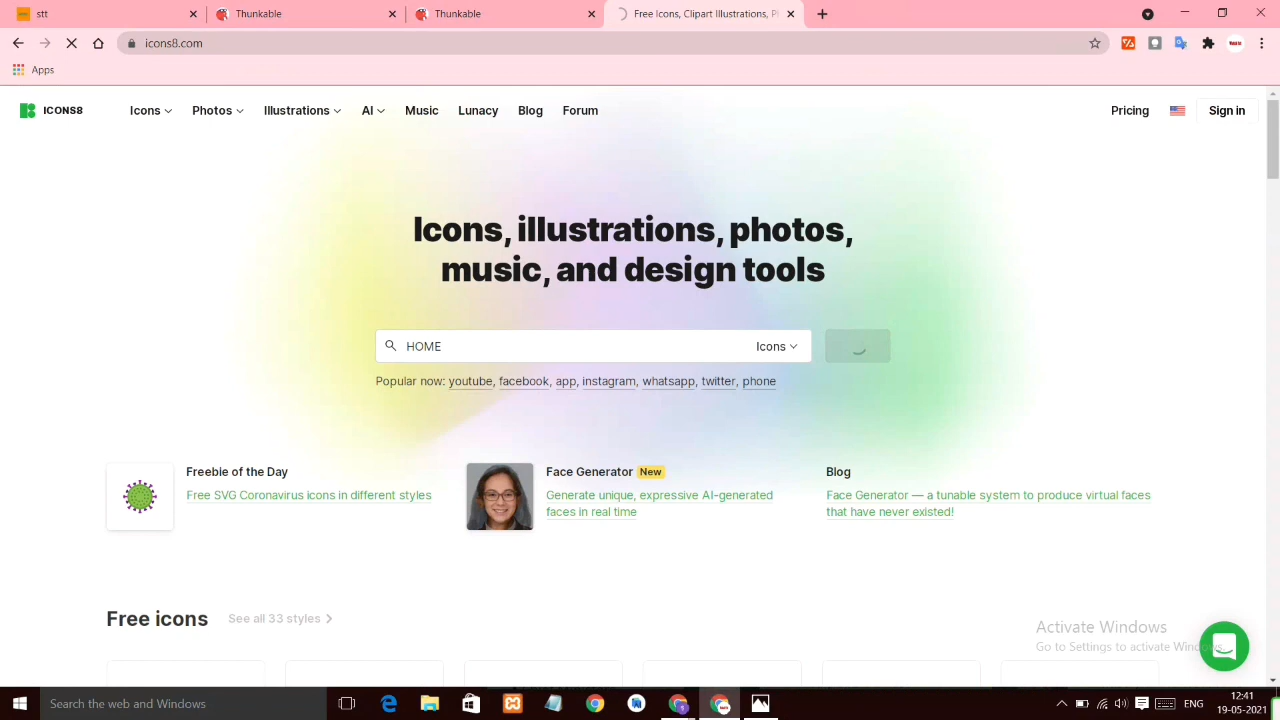 stt
Thunkable
Thunkable
Free Icons, Clipart Illustrations, P
icons8.com
Apps
ICONS8
Icons
Photos
Illustrations
AI
Music
Lunacy
Blog
Forum
Pricing
Sign in
Icons, illustrations, photos,
music, and design tools
HOME
Icons
Popular now: youtube, facebook, app, instagram, whatsapp, twitter, phone
Freebie of the Day
Free SVG Coronavirus icons in different styles
Face Generator New
Generate unique, expressive AI-generated
faces in real time
Blog
Face Generator — a tunable system to produce virtual faces
that have never existed!
Free icons
See all 33 styles
Activate Windows
Go to Settings to activate Windows.
Search the web and Windows
ENG
12:41
19-05-2021